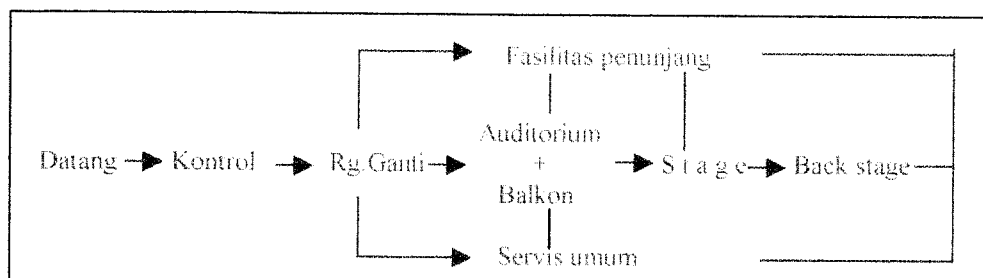 Fasilitas penunjang
Auditorium
Datang Kontrol Rg.Ganti + S t a g e Back stage
Balkon
Servis umum